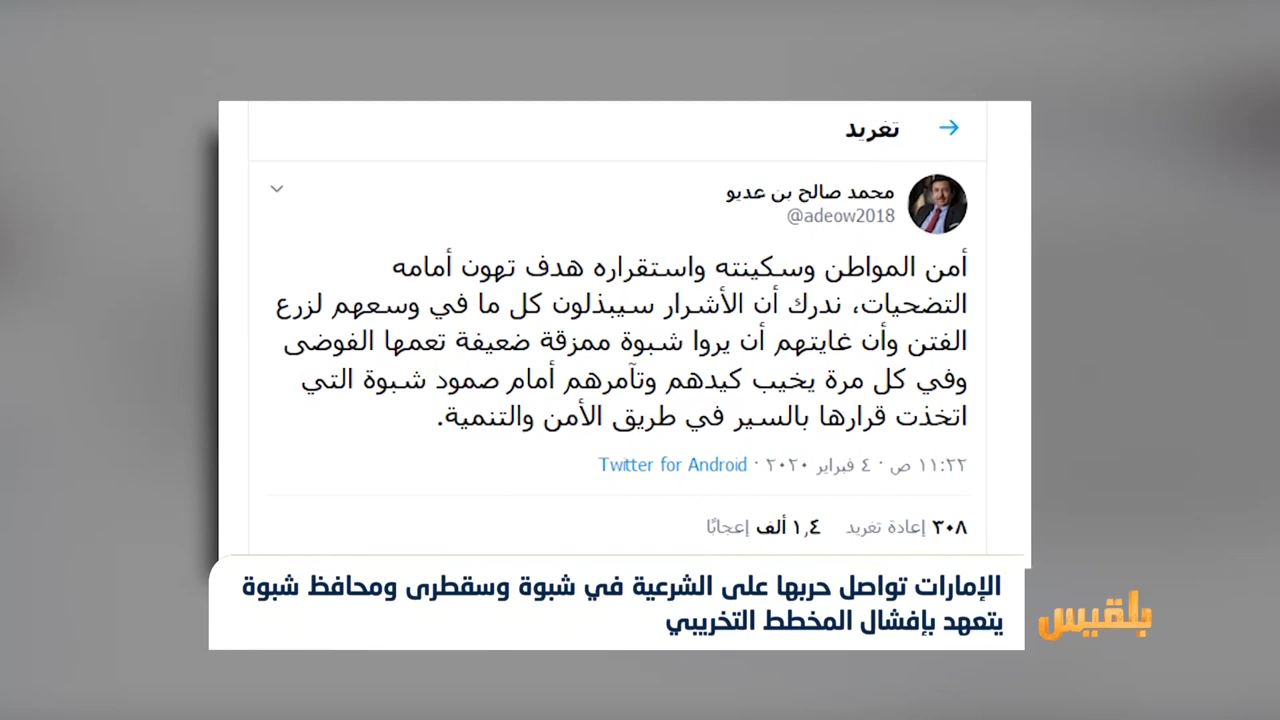 تغريد
محمد صالح بن عديو
@adeow2018
أمن المواطن وسكينته واستقراره هدف تهون أمامه
التضحيات، ندرك أن الأشرار سيبذلون كل ما في وسعهم لزرع
الفتن وأن غايتهم أن يروا شبوة ممزقة ضعيفة تعمها الفوضى
وفي كل مرة يخيب كيدهم وتآمرهم أمام صمود شبوة التي
اتخذت قرارها بالسير في طريق الأمن والتنمية.
١١:٢٢ ص · ٤ فبراير ٢٠٢٠ · Twitter for Android
٣٠٨ إعادة تغريد ١,٤ ألف إعجابًا
الإمارات تواصل حربها على الشرعية في شبوة وسقطرى ومحافظ شبوة
يتعهد بإفشال المخطط التخريبي
بلقيس